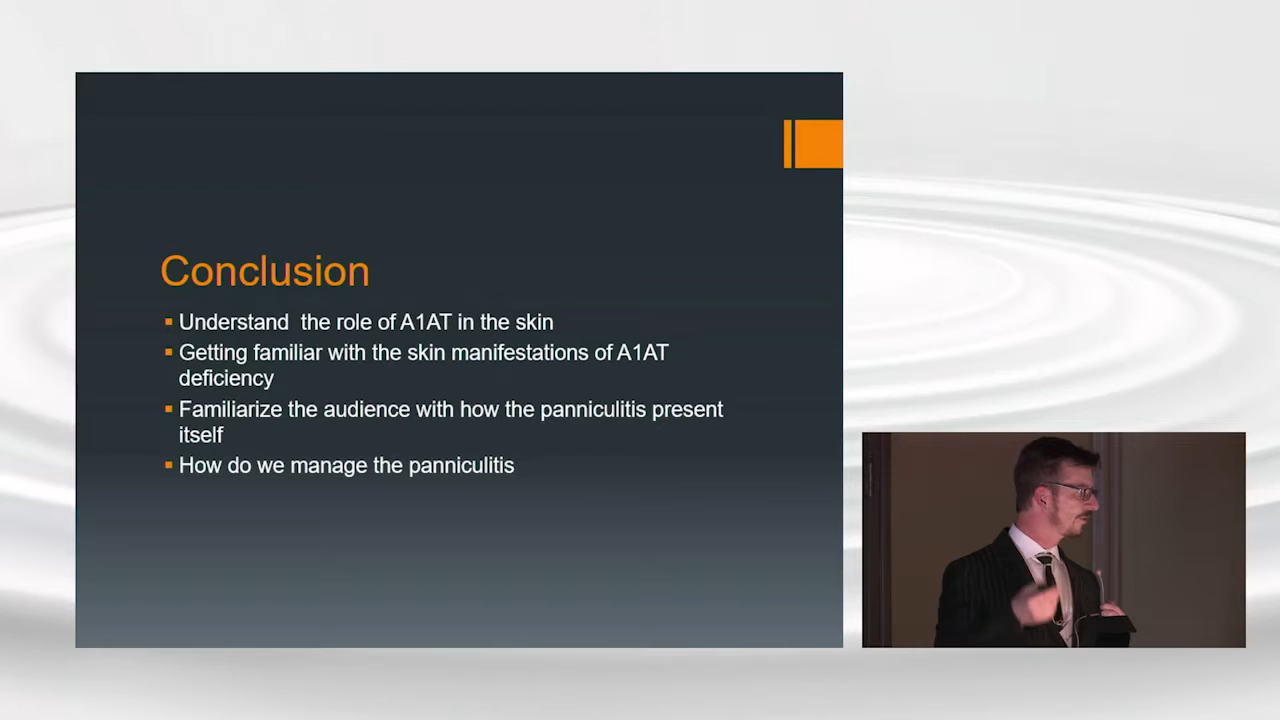 Conclusion
Understand the role of A1AT in the skin
Getting familiar with the skin manifestations of A1AT
deficiency
Familiarize the audience with how the panniculitis present
itself
How do we manage the panniculitis